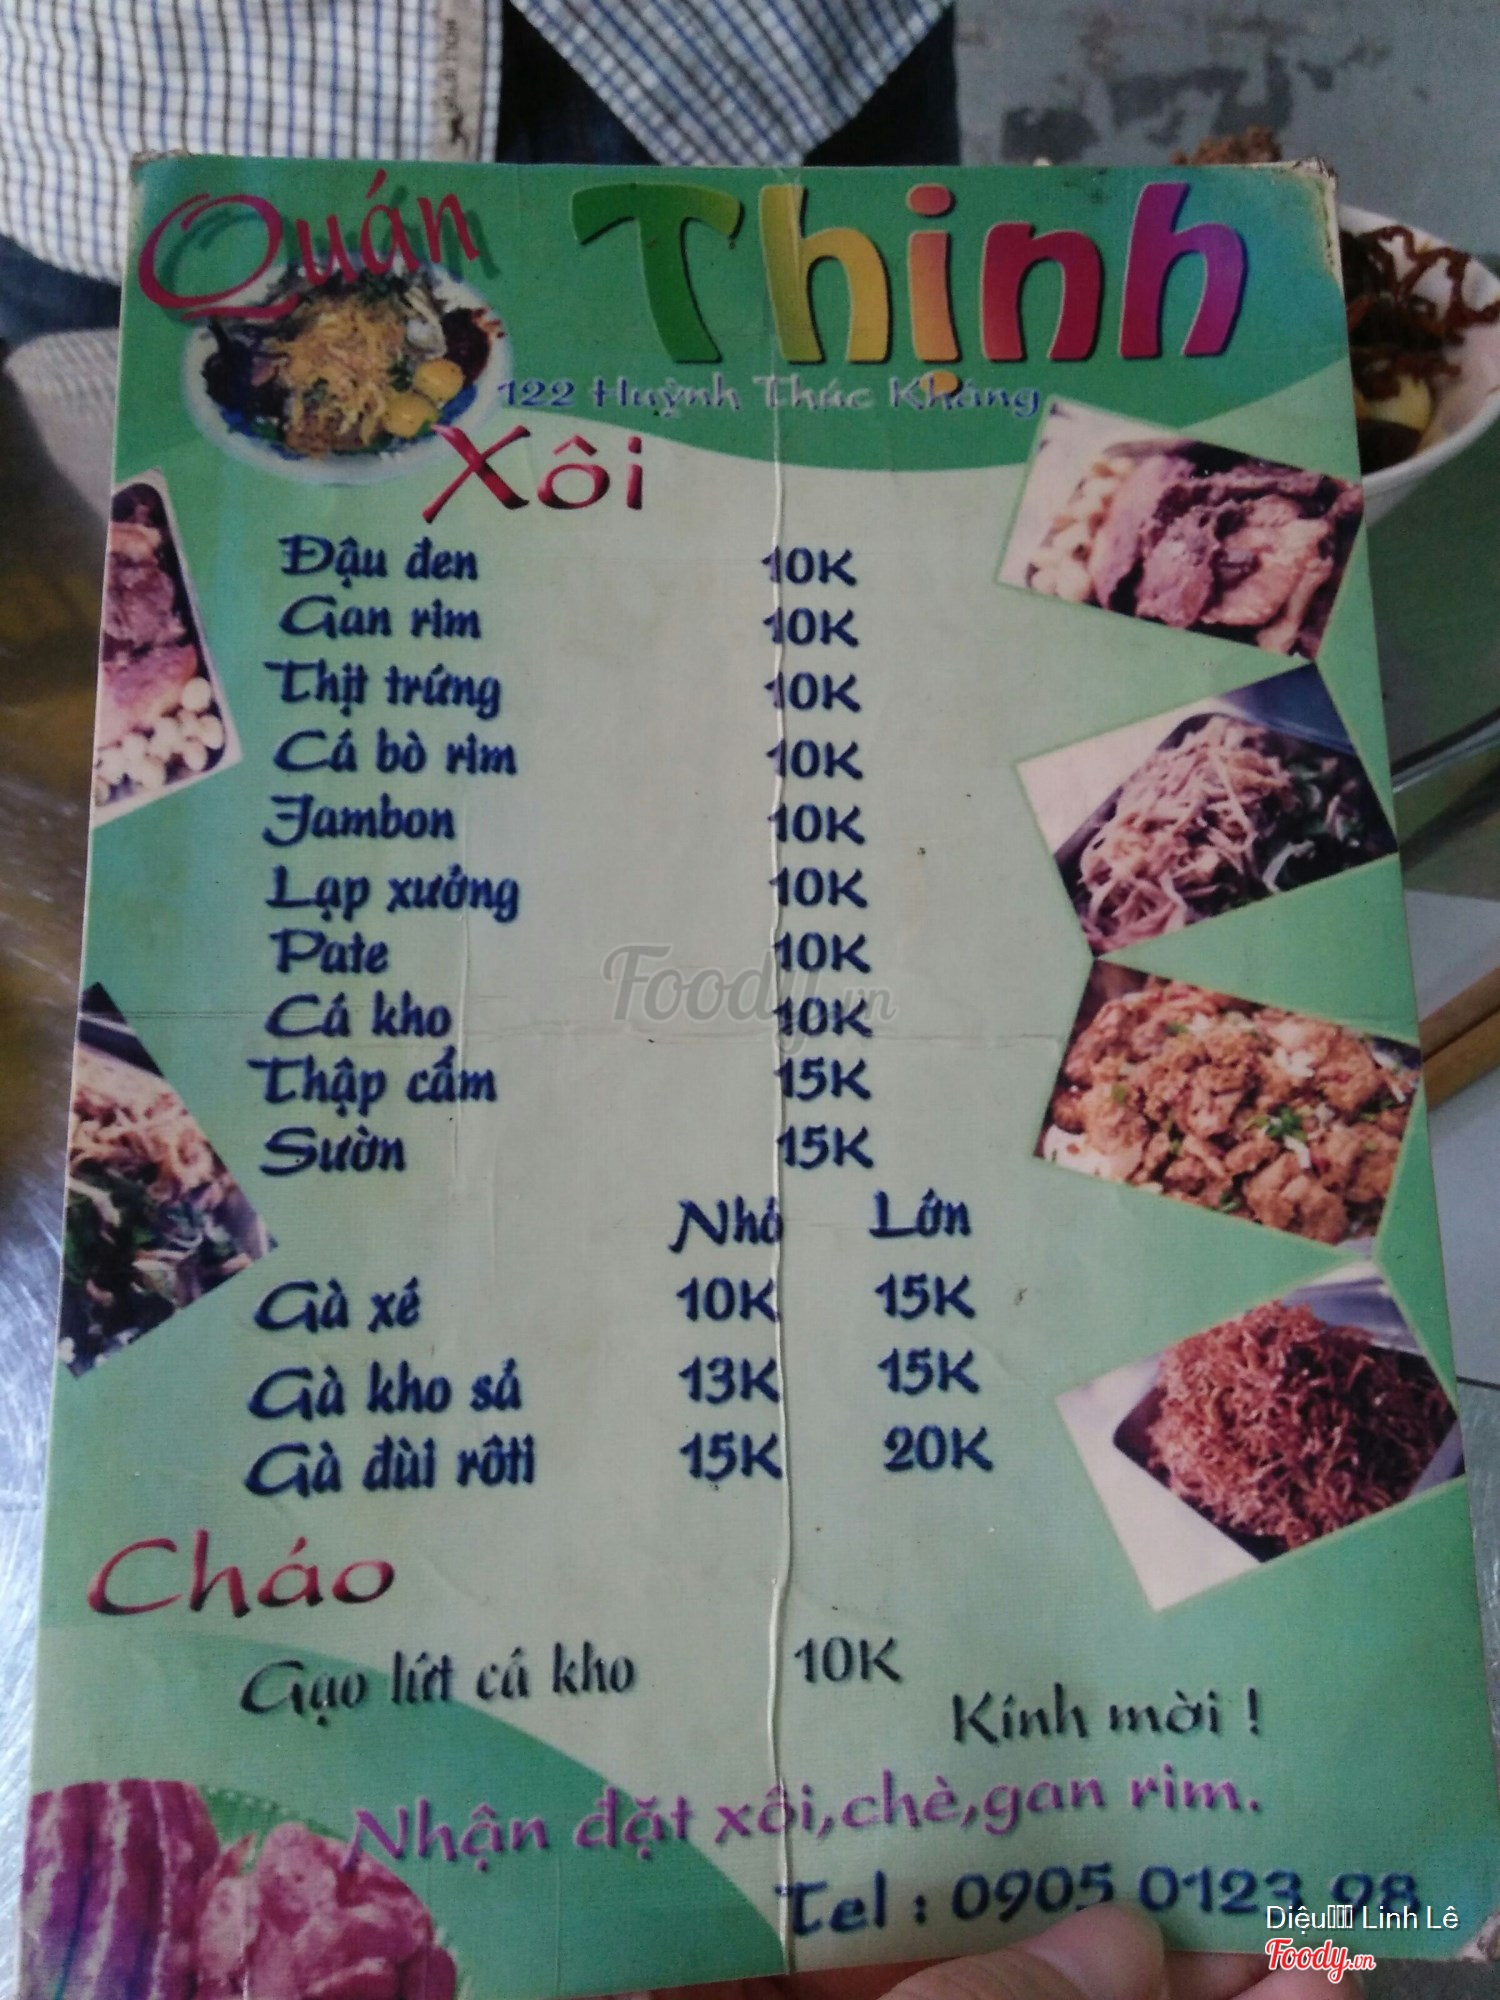 Quán Thịnh
122 Huỳnh Thúc Kháng
Xôi
Đậu đen 10K
Gan rim 10K
Thịt trứng 10K
Cá bò rim 10K
Jambon 10K
Lạp xưởng 10K
Pate 10K
Cá kho 10K
Thập cẩm 15K
Sườn 15K
Nhỏ Lớn
Gà xé 10K 15K
Gà kho sả 13K 15K
Gà đùi rôti 15K 20K
Cháo
Gạo lứt cá kho 10K
Kính mời !
Nhận đặt xôi,chè,gan rim.
Tel : 0905 0123 98
Foody.vn
Linh Lê
Foody.vn